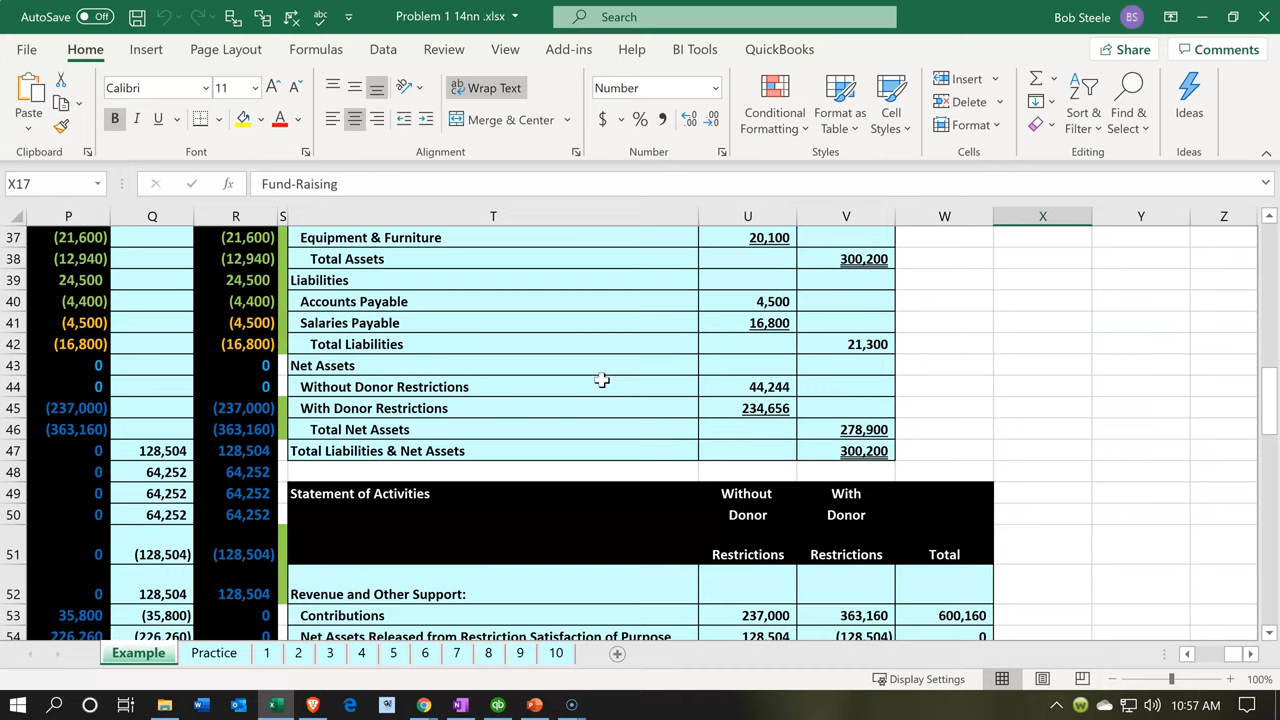 AutoSave Off Problem 1 14nn .xlsx Search Bob Steele BS
File Home Insert Page Layout Formulas Data Review View Add-ins Help BI Tools QuickBooks Share Comments
Paste Calibri 11 Wrap Text Number Conditional Formatting Format as Table Cell Styles Insert Delete Format Sort & Filter Find & Select Ideas
B I U Merge & Center $ % ,
Clipboard Font Alignment Number Styles Cells Editing Ideas
X17 fx Fund-Raising
P Q R S T U V W X Y Z
37 (21,600) (21,600) Equipment & Furniture 20,100
38 (12,940) (12,940) Total Assets 300,200
39 24,500 24,500 Liabilities
40 (4,400) (4,400) Accounts Payable 4,500
41 (4,500) (4,500) Salaries Payable 16,800
42 (16,800) (16,800) Total Liabilities 21,300
43 0 0 Net Assets
44 0 0 Without Donor Restrictions 44,244
45 (237,000) (237,000) With Donor Restrictions 234,656
46 (363,160) (363,160) Total Net Assets 278,900
47 0 128,504 128,504 Total Liabilities & Net Assets 300,200
48 0 64,252 64,252
49 0 64,252 64,252 Statement of Activities Without With
50 0 64,252 64,252 Donor Donor
51 0 (128,504) (128,504) Restrictions Restrictions Total
52 0 128,504 128,504 Revenue and Other Support:
53 35,800 (35,800) 0 Contributions 237,000 363,160 600,160
54 226,260 (226,260) 0 Net Assets Released from Restriction Satisfaction of Purpose 128,504 (128,504) 0
Example Practice 1 2 3 4 5 6 7 8 9 10
Display Settings 100%
10:57 AM